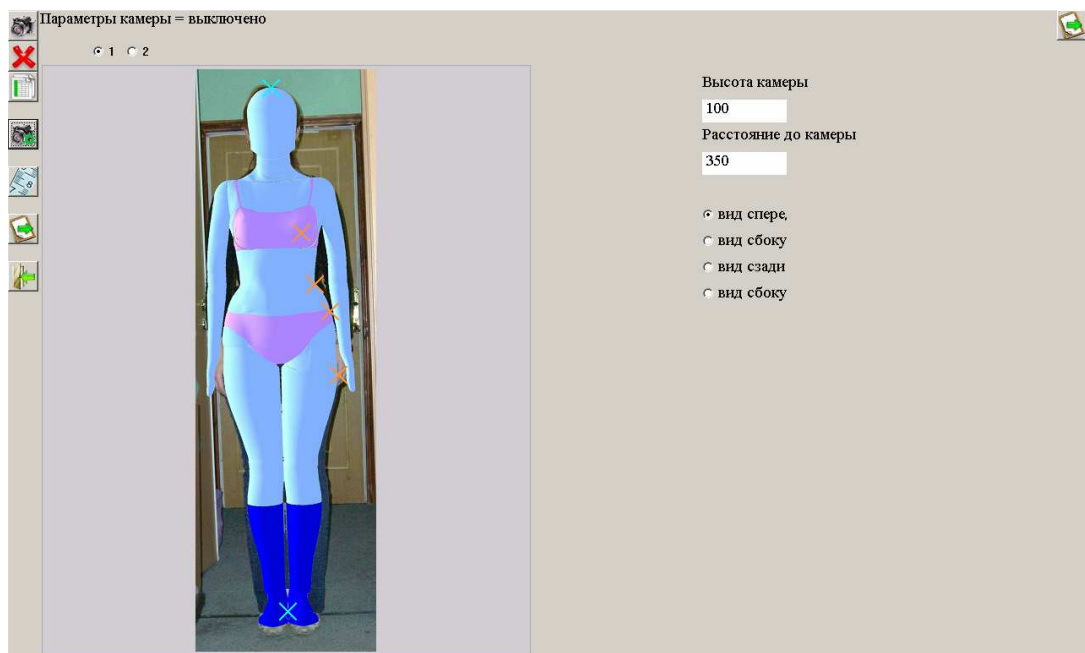 Параметры камеры = выключено
1 2
Высота камеры
100
Расстояние до камеры
350
вид спере,
вид сбоку
вид сзади
вид сбоку